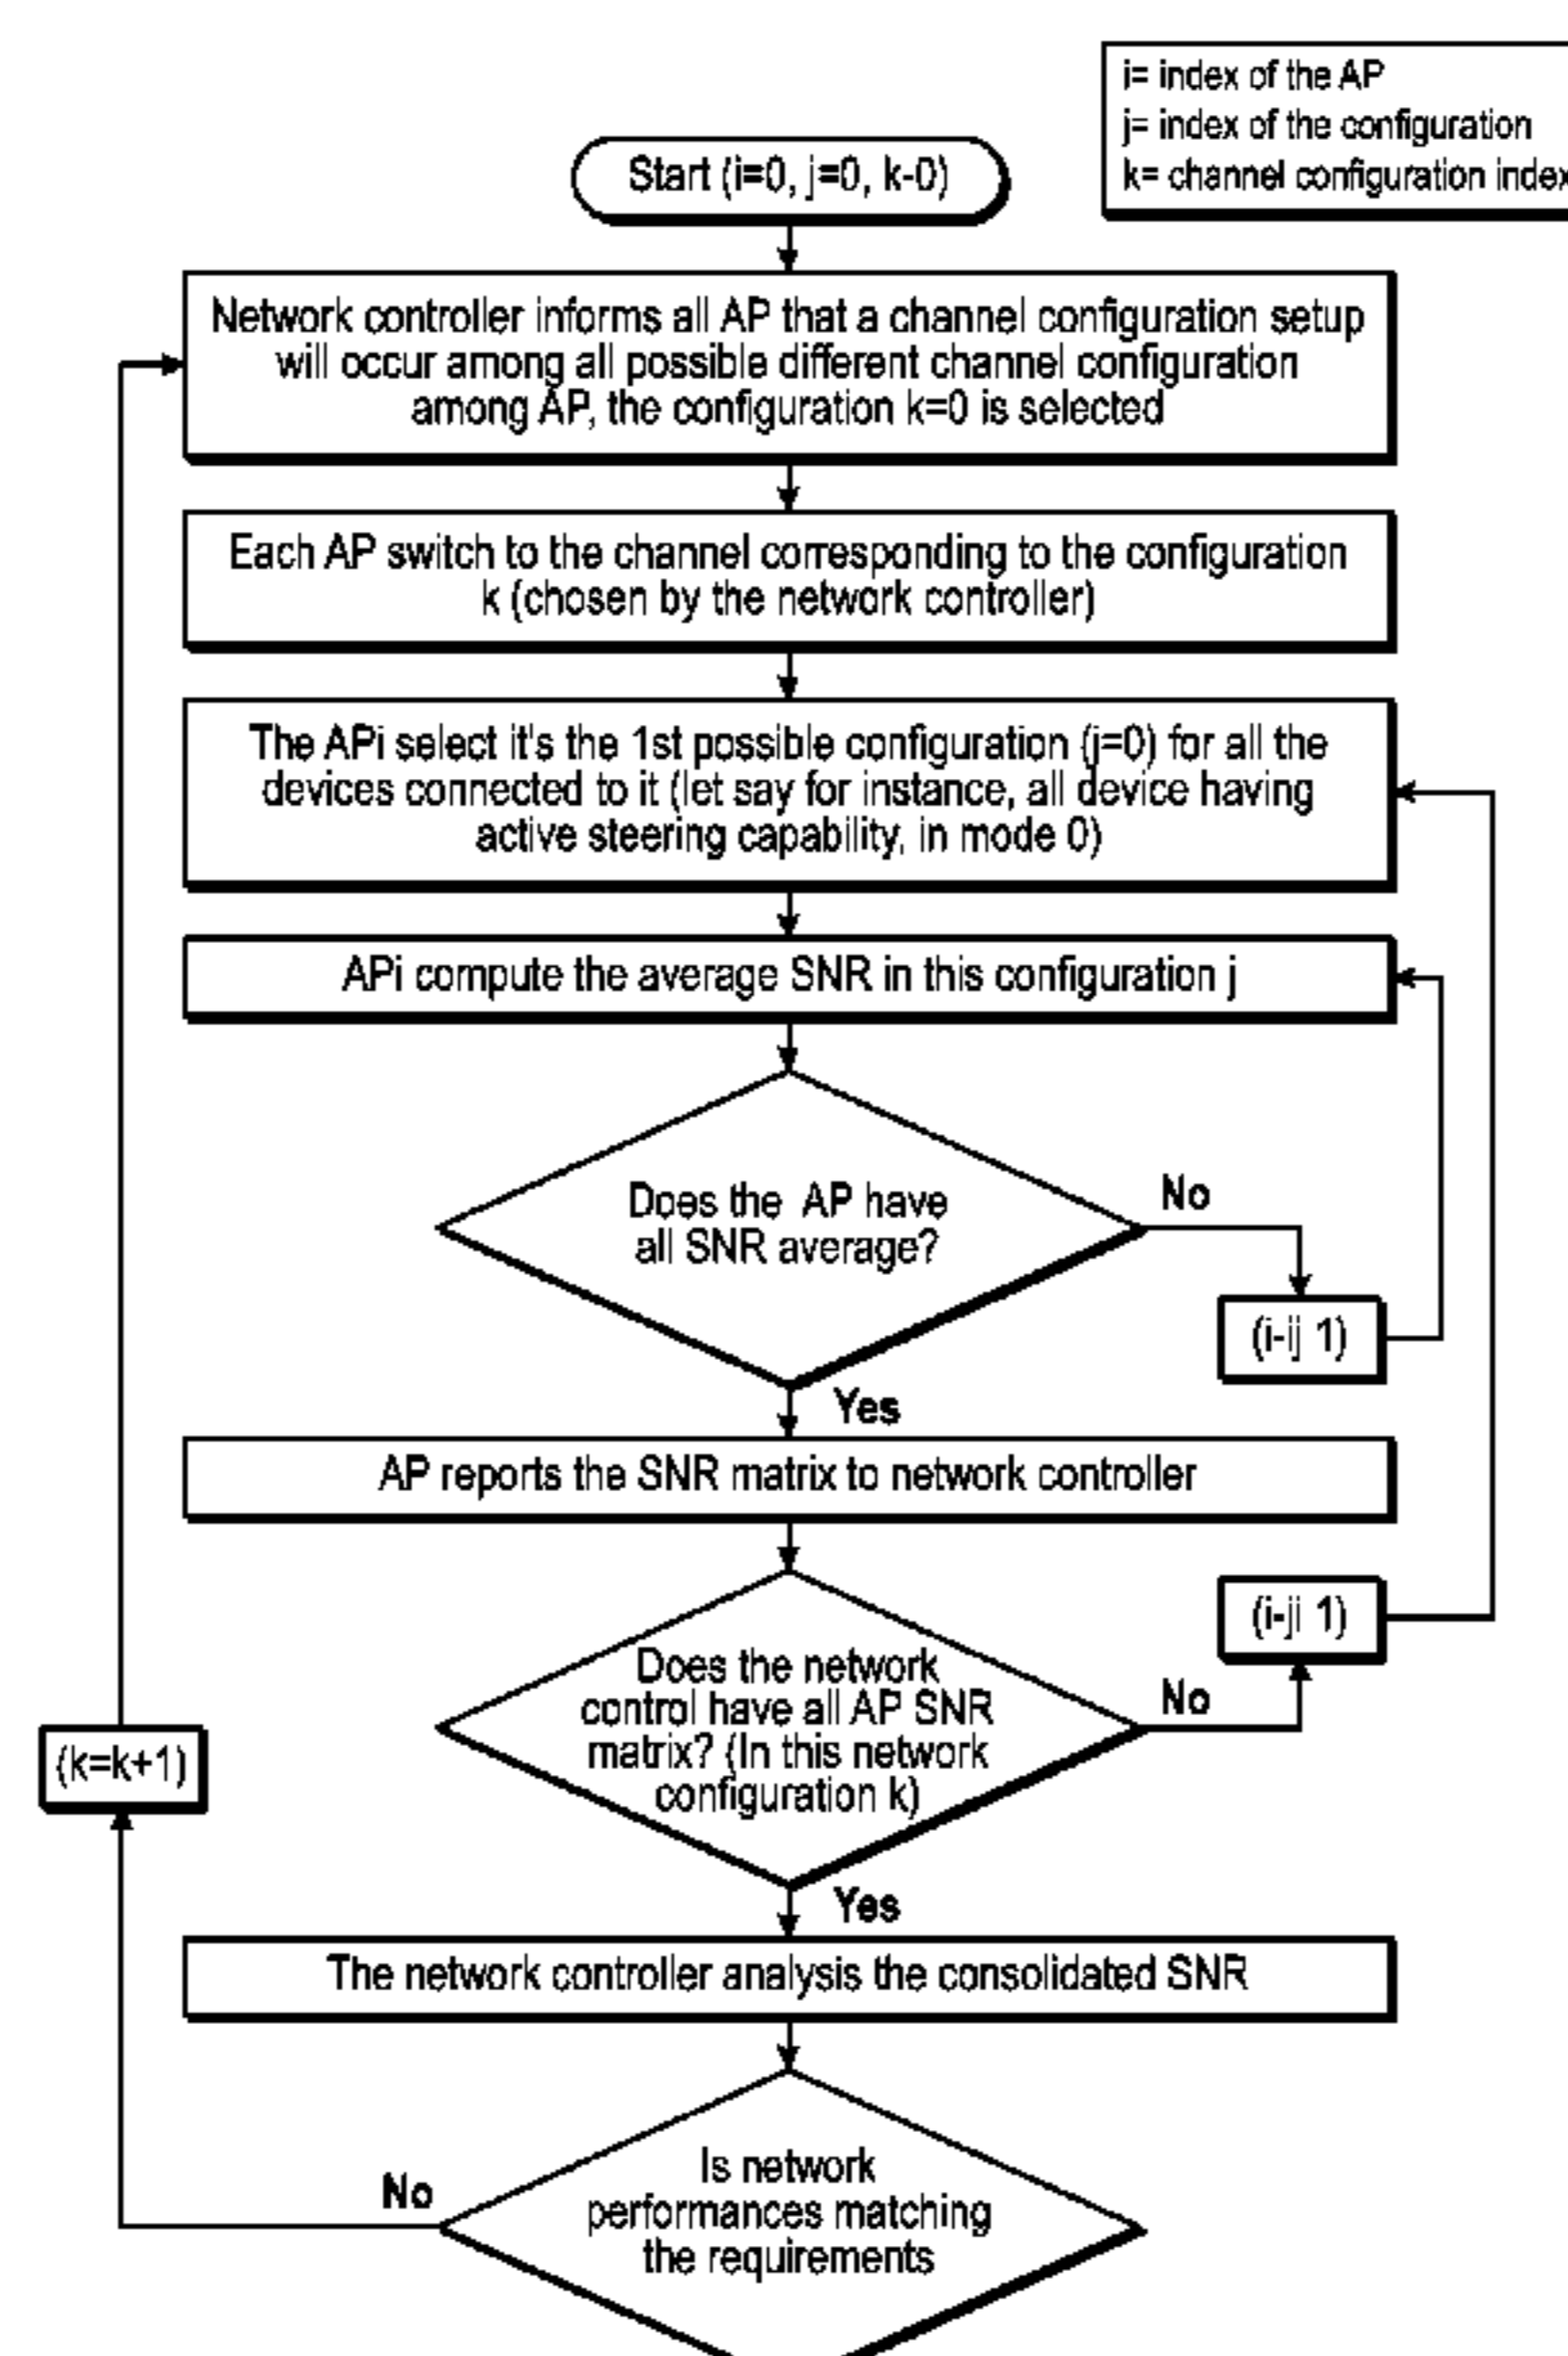 i= index of the AP
j= index of the configuration
k= channel configuration index
Start (i=0, j=0, k-0)
Network controller informs all AP that a channel configuration setup
will occur among all possible different channel configuration
among AP, the configuration k=0 is selected
Each AP switch to the channel corresponding to the configuration
k (chosen by the network controller)
The APi select it's the 1st possible configuration (j=0) for all the
devices connected to it (let say for instance, all device having
active steering capability, in mode 0)
APi compute the average SNR in this configuration j
Does the AP have
all SNR average?
No
(i-ij 1)
Yes
AP reports the SNR matrix to network controller
Does the network
control have all AP SNR
matrix? (In this network
configuration k)
No
(i-ji 1)
(k=k+1)
Yes
The network controller analysis the consolidated SNR
Is network
performances matching
the requirements
No